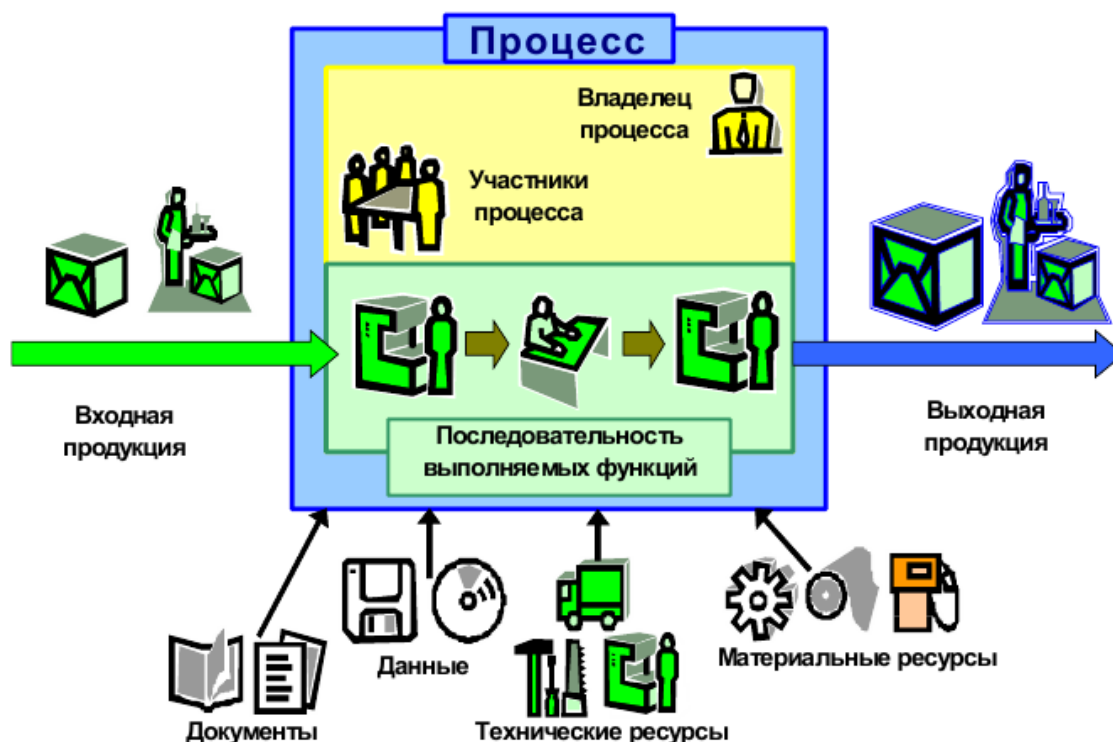 Процесс
Владелец
процесса
Участники
процесса
Входная
продукция
Выходная
продукция
Последовательность
выполняемых функций
Данные
Материальные ресурсы
Документы
Технические ресурсы